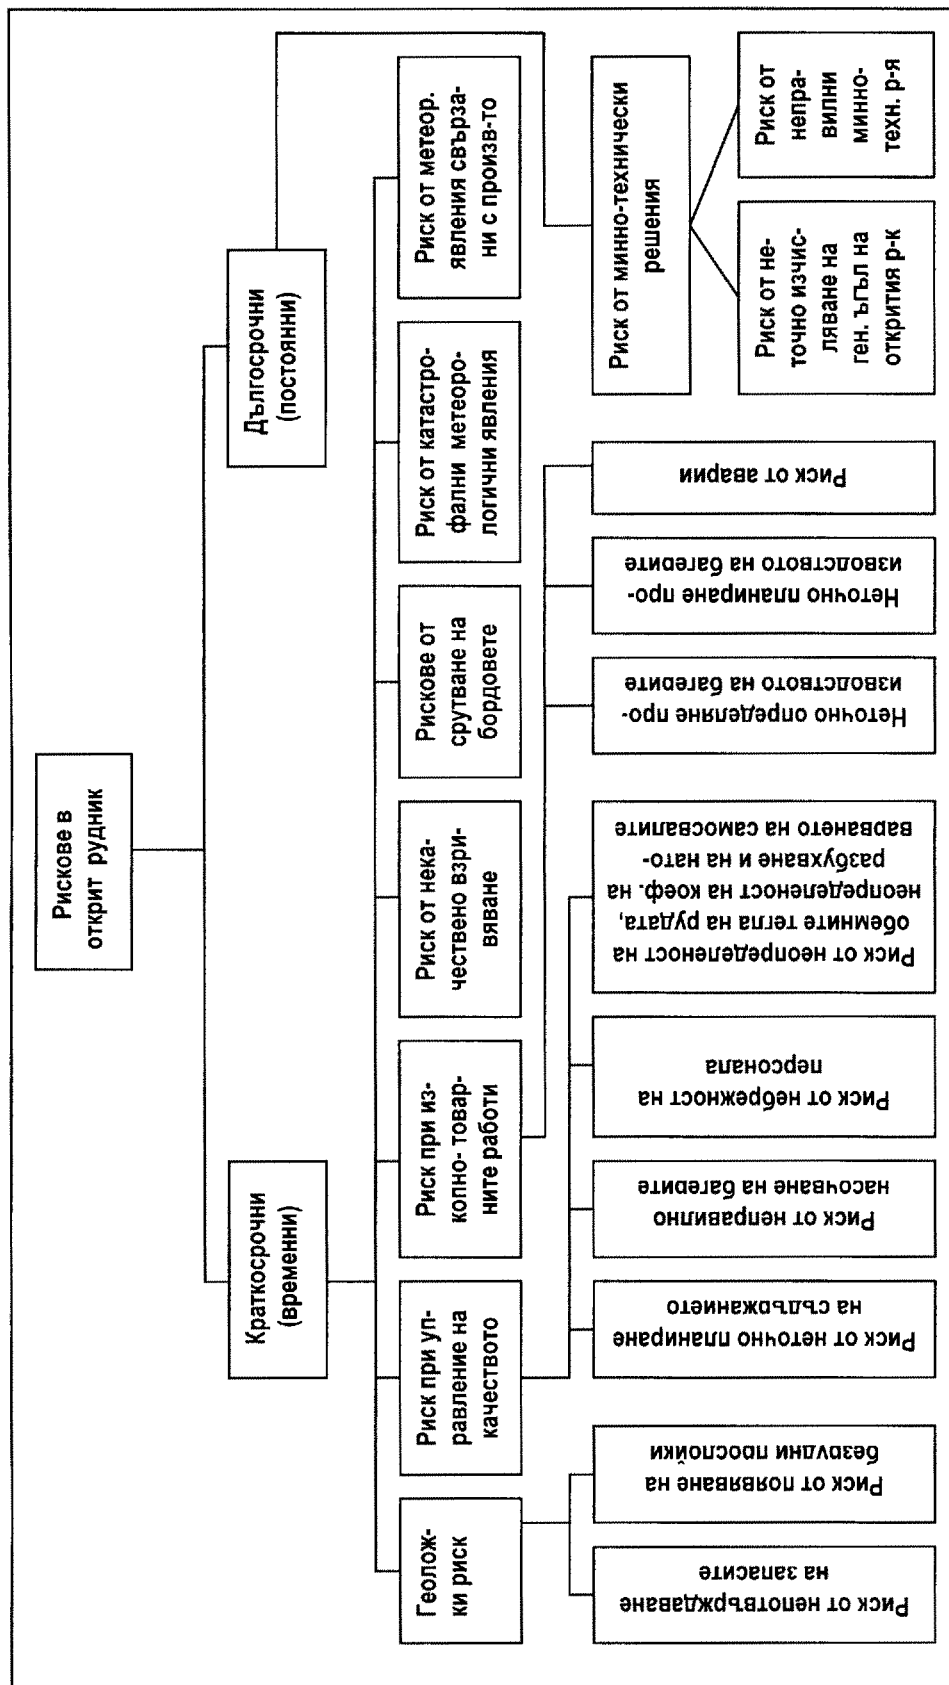 Рискове в
открит рудник
Краткосрочни
(временни)
Дългосрочни
(постоянни)
Геолож-
ки риск
Риск при уп-
равление на
качеството
Риск при из-
копно- товар-
ните работи
Риск от нека-
чествено взри-
вяване
Рискове от
срутване на
бордовете
Риск от катастро-
фални метеоро-
логични явления
Риск от метеор.
явления свърза-
ни с произв-то
Риск от непотвърждаване
на запасите
Риск от появяване на
безрудни прослойки
Риск от неточно планиране
на съдържанието
Риск от неправилно
насочване на багерите
Риск от небрежност на
персонала
Риск от неопределеност на
обемните тегла на рудата,
неопределеност на коеф. на
разбухване и на нато-
варването на самосвалите
Неточно определяне про-
изводството на багерите
Неточно планиране про-
изводството на багерите
Риск от аварии
Риск от минно-технически
решения
Риск от не-
точно изчис-
ляване на
ген. ъгъл на
открития р-к
Риск от
непра-
вилни
минно-
техн. р-я